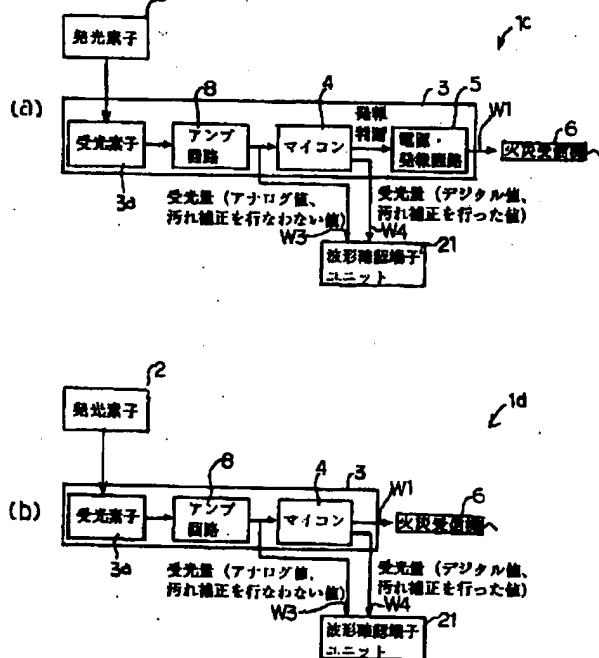 1c
発光素子
(a)
8
4
3
5
W1
発報
判断
受光素子
アンプ
回路
マイコン
電源・
発報回路
6
火災受信機
3a
受光量（アナログ値、
汚れ補正を行なわない値）
受光量（デジタル値、
汚れ補正を行った値）
W3
W4
21
波形確認端子
ユニット
2
発光素子
1d
(b)
8
4
3
W1
6
受光素子
アンプ
回路
マイコン
火災受信機
3a
受光量（アナログ値、
汚れ補正を行なわない値）
受光量（デジタル値、
汚れ補正を行った値）
W3
W4
21
波形確認端子
ユニット